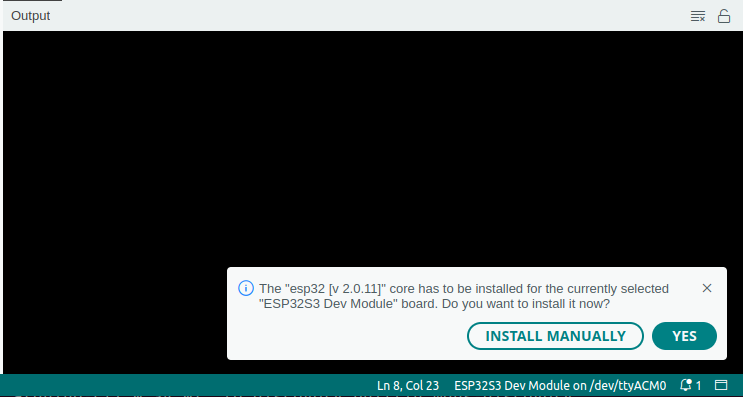 Output
The "esp32 [v 2.0.11]" core has to be installed for the currently selected
"ESP32S3 Dev Module" board. Do you want to install it now?
INSTALL MANUALLY
YES
Ln 8, Col 23
ESP32S3 Dev Module on /dev/ttyACM0
1